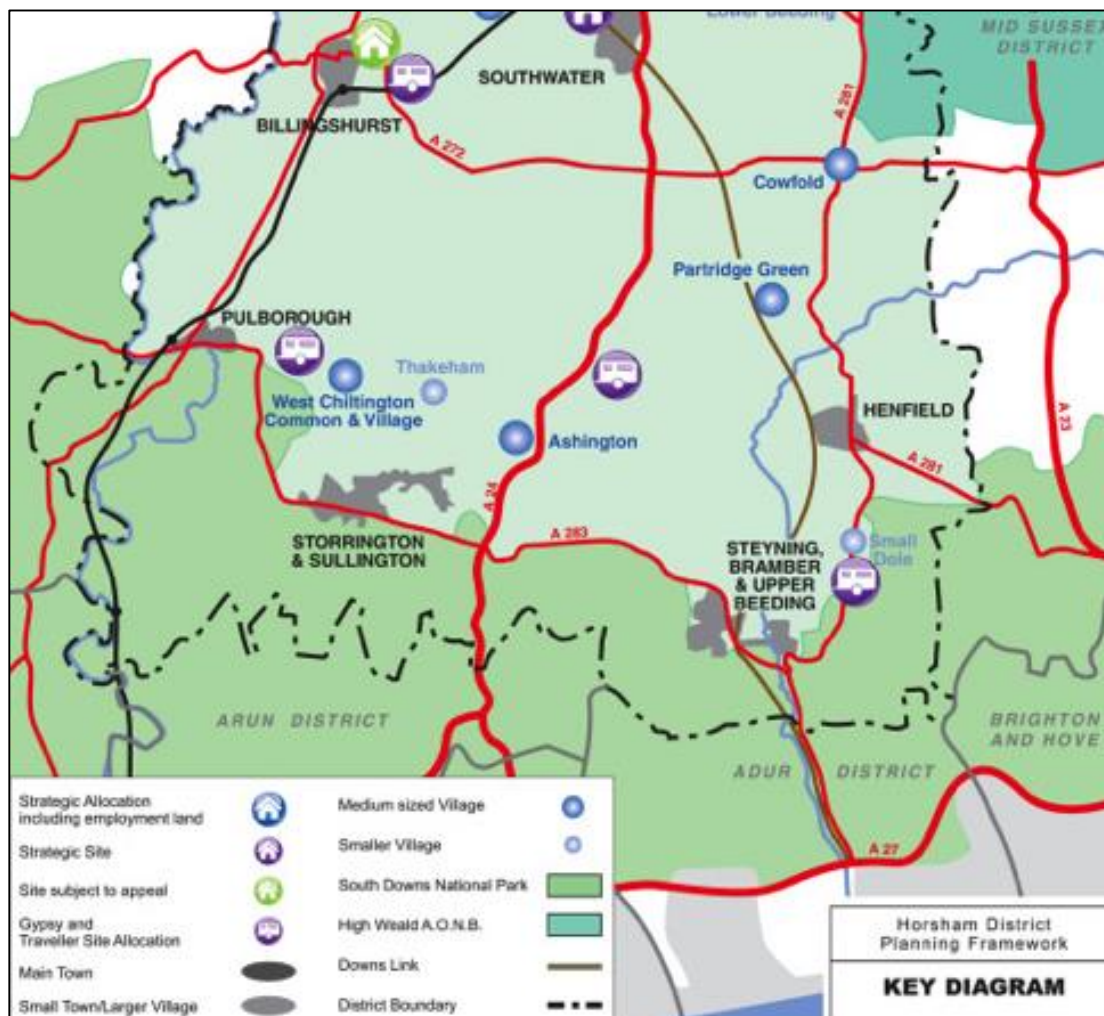 Lower Beeding
MID SUSSEX
DISTRICT
SOUTHWATER
BILLINGSHURST
A 281
A 272
Cowfold
Partridge Green
PULBOROUGH
Thakeham
West Chiltington
Common & Village
Ashington
HENFIELD
A 23
A 281
A 24
STORRINGTON
& SULLINGTON
A 283
STEYNING,
BRAMBER
& UPPER
BEEDING
Small
Dole
ARUN DISTRICT
BRIGHTON
AND HOVE
ADUR DISTRICT
A 27
Strategic Allocation
including employment land
Strategic Site
Site subject to appeal
Gypsy and
Traveller Site Allocation
Main Town
Small Town/Larger Village
Medium sized Village
Smaller Village
South Downs National Park
High Weald A.O.N.B.
Downs Link
District Boundary
Horsham District
Planning Framework
KEY DIAGRAM